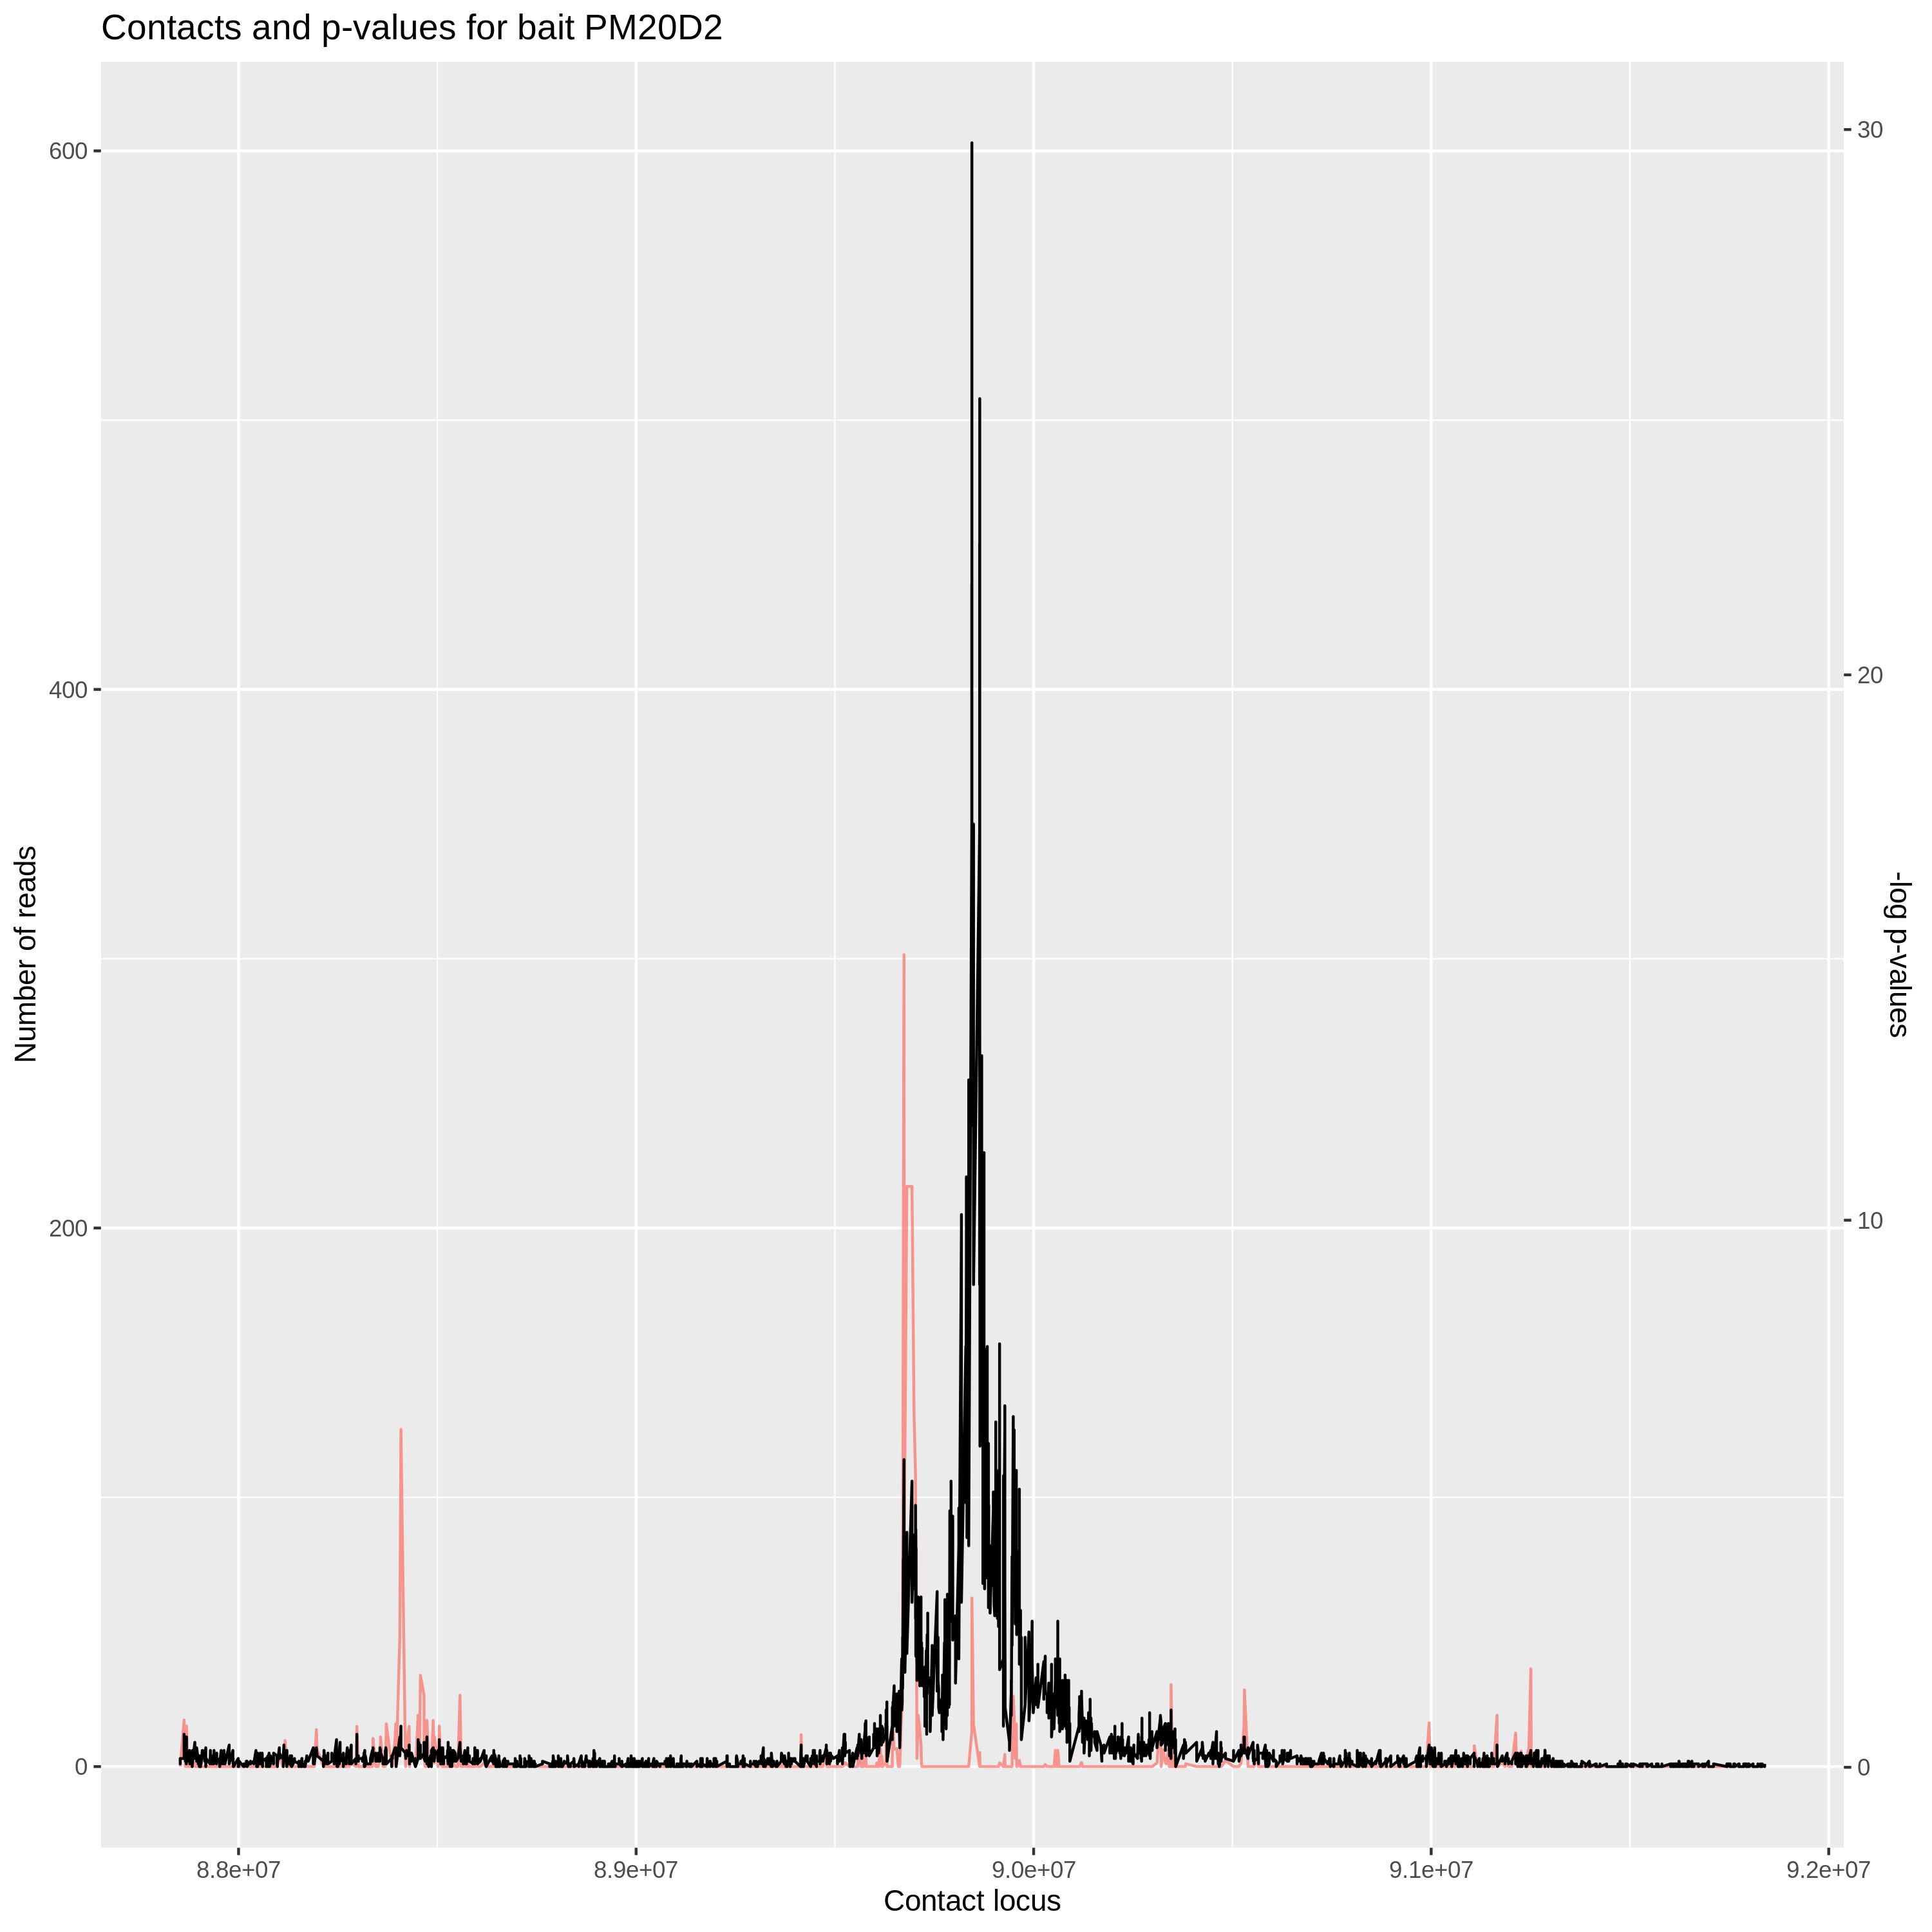 Contacts and p-values for bait PM20D2
600
400
200
0
30
20
10
0
Number of reads
-log p-values
8.8e+07
8.9e+07
9.0e+07
9.1e+07
9.2e+07
Contact locus